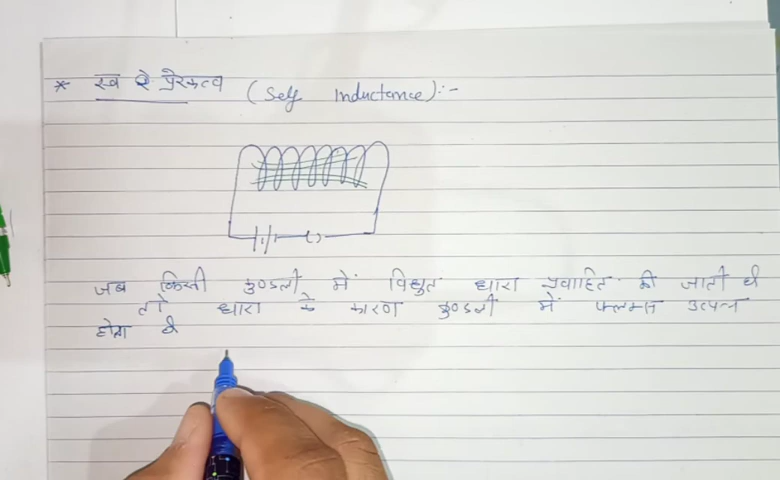 * स्व प्रेरकत्व (Self Inductance):-
जब किसी कुण्डली में विधुत धारा प्रवाहित की जाती है
तो धारा के कारण कुण्डली में फ्लक्स उत्पन्न
होता है